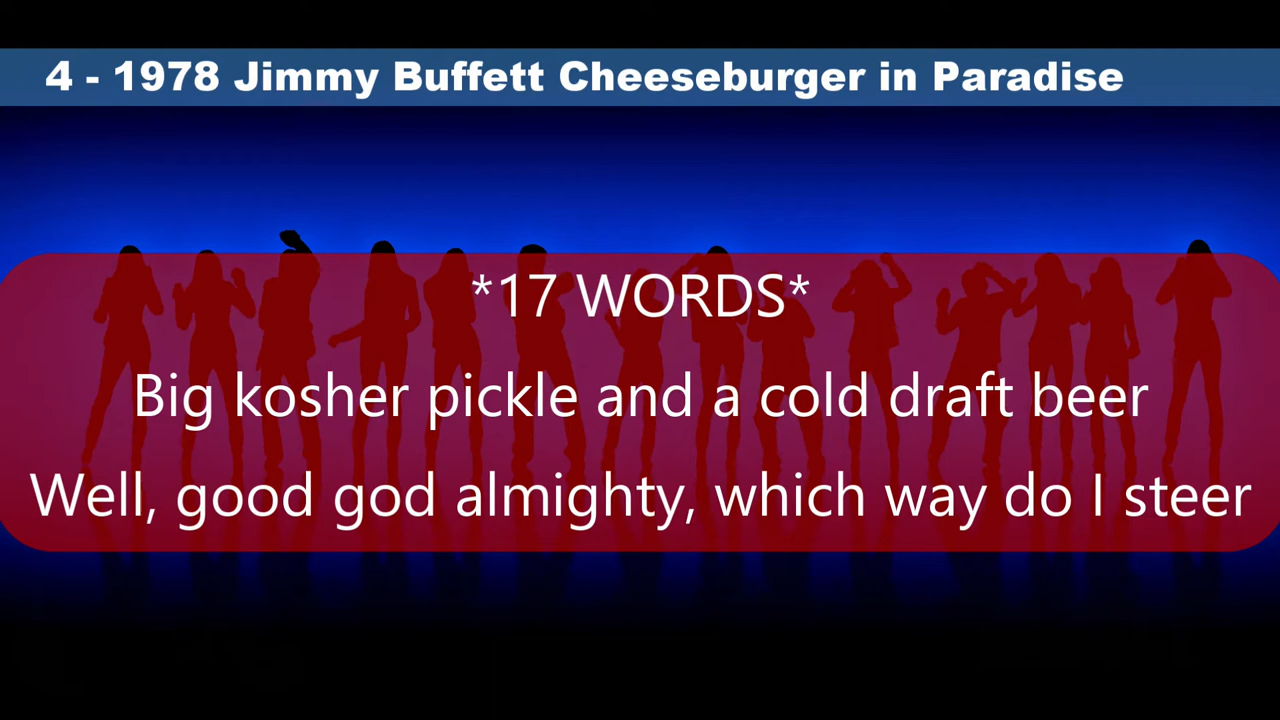 4 - 1978 Jimmy Buffett Cheeseburger in Paradise
*17 WORDS*
Big kosher pickle and a cold draft beer
Well, good god almighty, which way do I steer